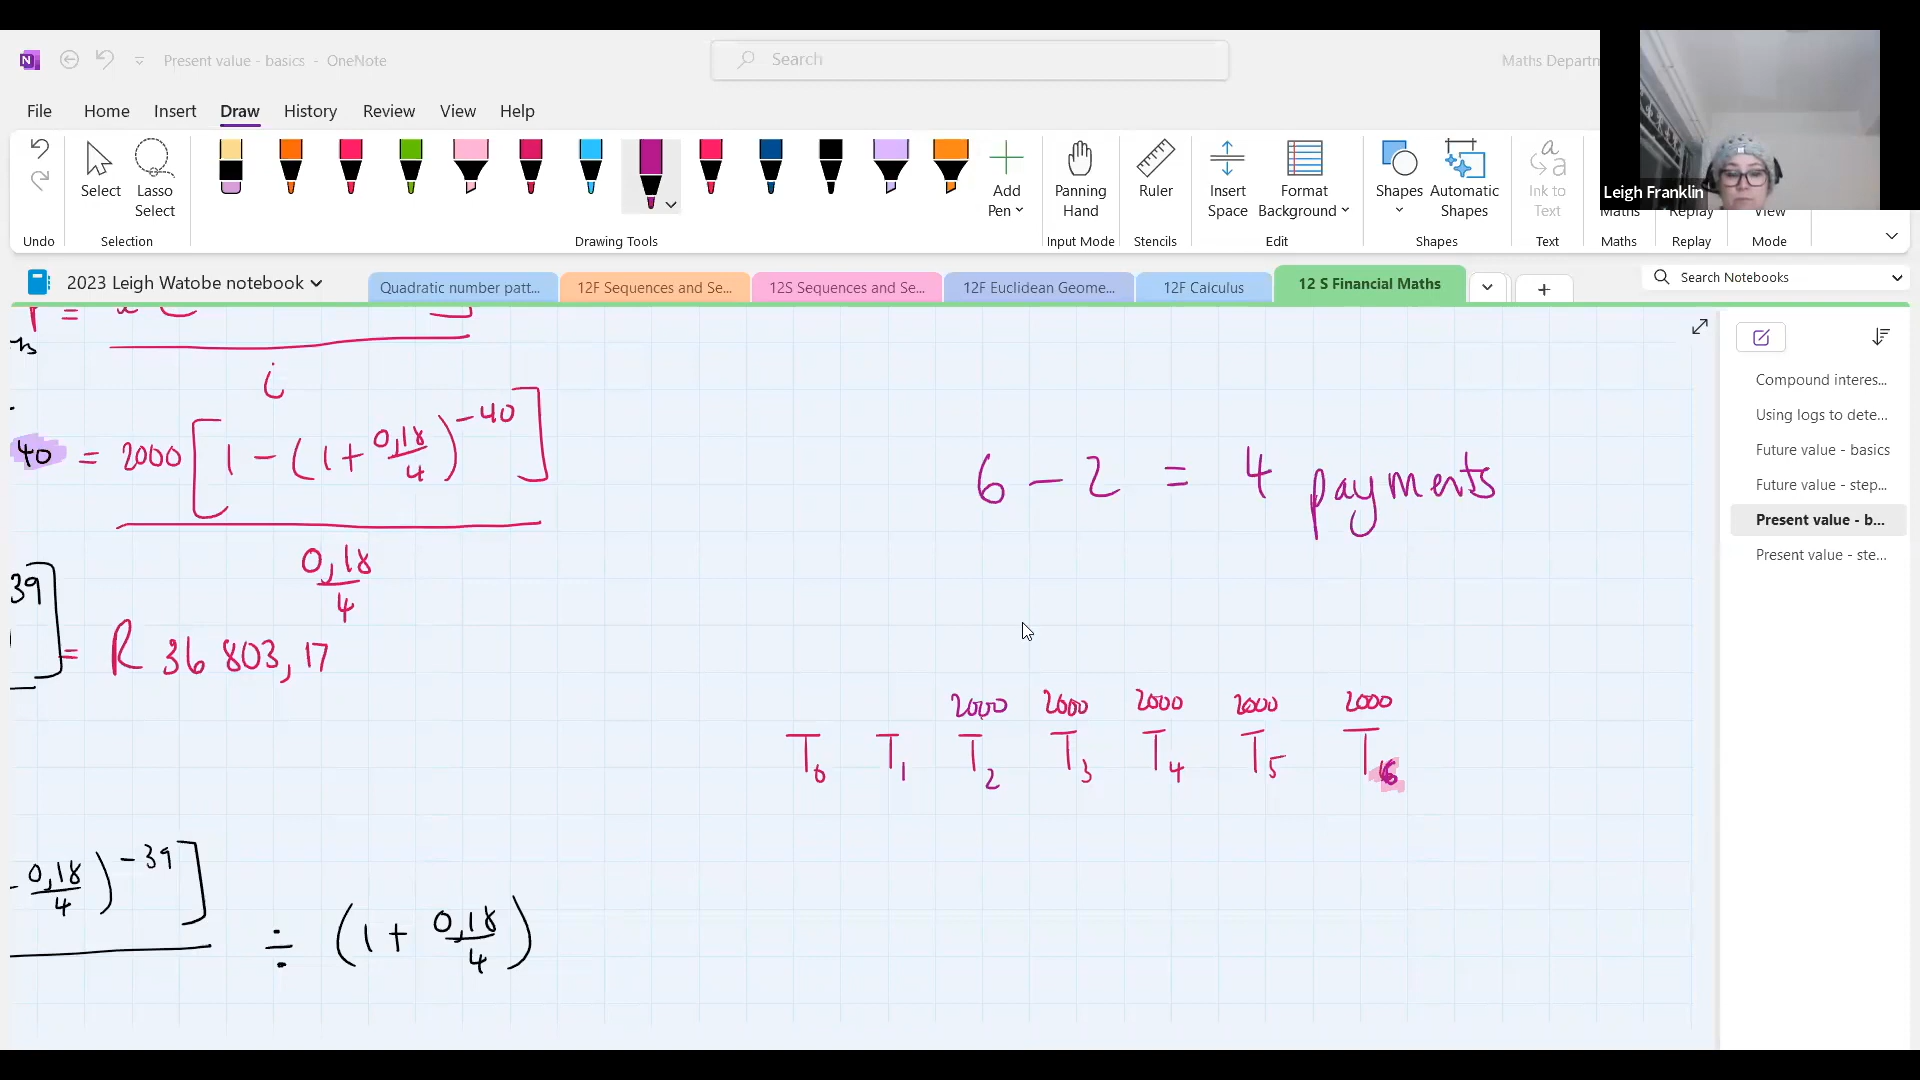 Present value - basics - OneNote
Search
Maths Departn
File Home Insert Draw History Review View Help
Select
Lasso Select
Add Pen
Panning Hand
Ruler
Insert Space
Format Background
Shapes
Automatic Shapes
Ink to Text
Maths
Replay
View
Leigh Franklin
Undo Selection Drawing Tools Input Mode Stencils Edit Shapes Text Maths Replay Mode
2023 Leigh Watobe notebook
Quadratic number patt...
12F Sequences and Se...
12S Sequences and Se...
12F Euclidean Geome...
12F Calculus
12 S Financial Maths
Search Notebooks
Compound interes...
Using logs to dete...
Future value - basics
Future value - step...
Present value - b...
Present value - ste...
i
40 = 2000 [ 1 - (1 + 0,18/4)^-40 ]
0,18/4
39 ]
= R 36 803,17
0,18/4 )^-39 ]
÷ (1 + 0,18/4)
6 - 2 = 4 payments
2000 2000 2000 2000 2000
T0 T1 T2 T3 T4 T5 T6